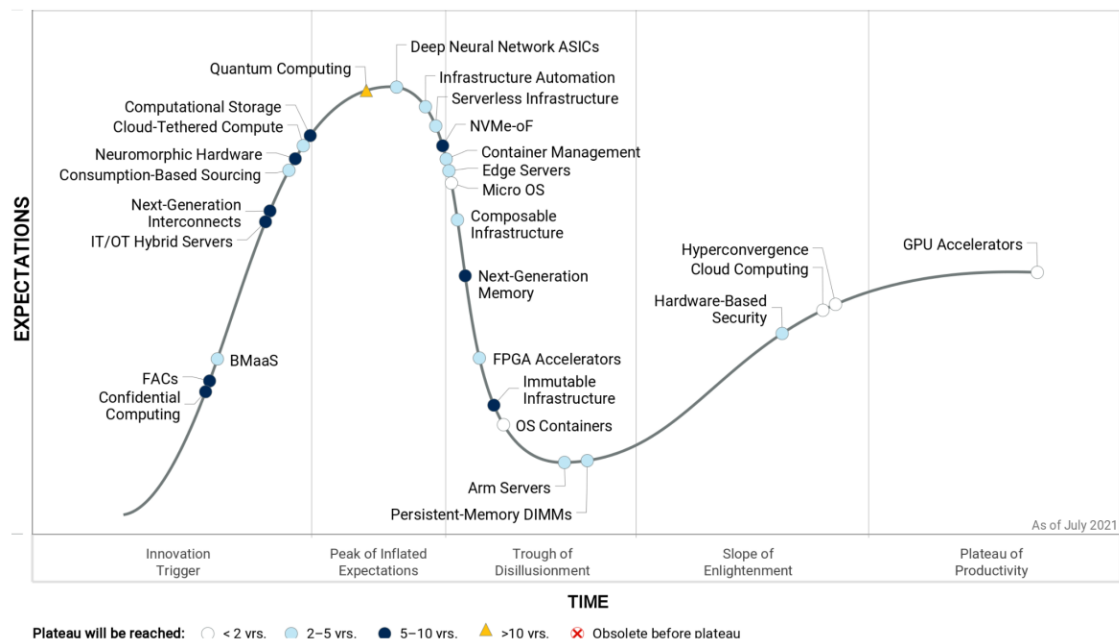 Deep Neural Network ASICs
Quantum Computing
Infrastructure Automation
Computational Storage
Serverless Infrastructure
Cloud-Tethered Compute
NVMe-oF
Neuromorphic Hardware
Container Management
Consumption-Based Sourcing
Edge Servers
Micro OS
Next-Generation
Interconnects
IT/OT Hybrid Servers
Composable
Infrastructure
Next-Generation
Memory
Hyperconvergence
Cloud Computing
GPU Accelerators
Hardware-Based
Security
EXPECTATIONS
BMaaS
FACs
Confidential
Computing
FPGA Accelerators
Immutable
Infrastructure
OS Containers
Arm Servers
Persistent-Memory DIMMs
As of July 2021
Innovation
Trigger
Peak of Inflated
Expectations
Trough of
Disillusionment
Slope of
Enlightenment
Plateau of
Productivity
TIME
Plateau will be reached: < 2 yrs. 2–5 yrs. 5–10 yrs. >10 yrs. Obsolete before plateau